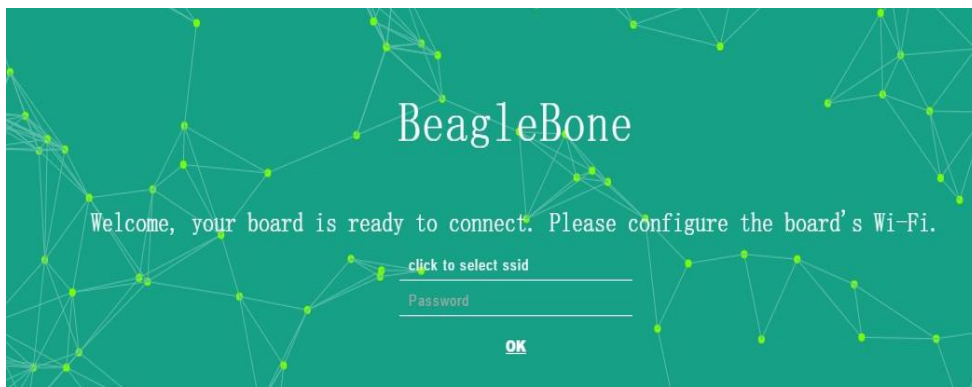 BeagleBone
Welcome, your board is ready to connect. Please configure the board's Wi-Fi.
click to select ssid
Password
OK